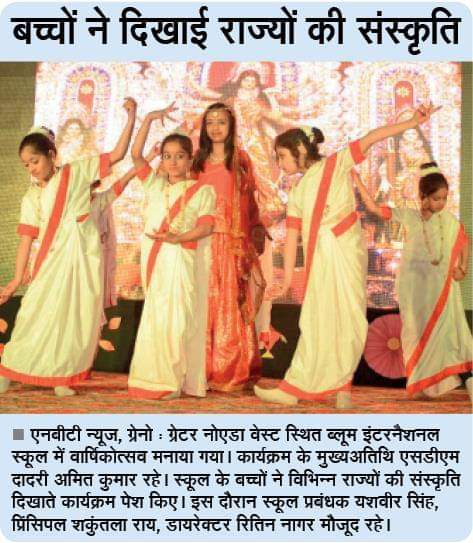 बच्चों ने दिखाई राज्यों की संस्कृति
■ एनबीटी न्यूज, ग्रेनो : ग्रेटर नोएडा वेस्ट स्थित ब्लूम इंटरनैशनल
स्कूल में वार्षिकोत्सव मनाया गया। कार्यक्रम के मुख्यअतिथि एसडीएम
दादरी अमित कुमार रहे। स्कूल के बच्चों ने विभिन्न राज्यों की संस्कृति
दिखाते कार्यक्रम पेश किए। इस दौरान स्कूल प्रबंधक यशवीर सिंह,
प्रिंसिपल शकुंतला राय, डायरेक्टर रितिन नागर मौजूद रहे।